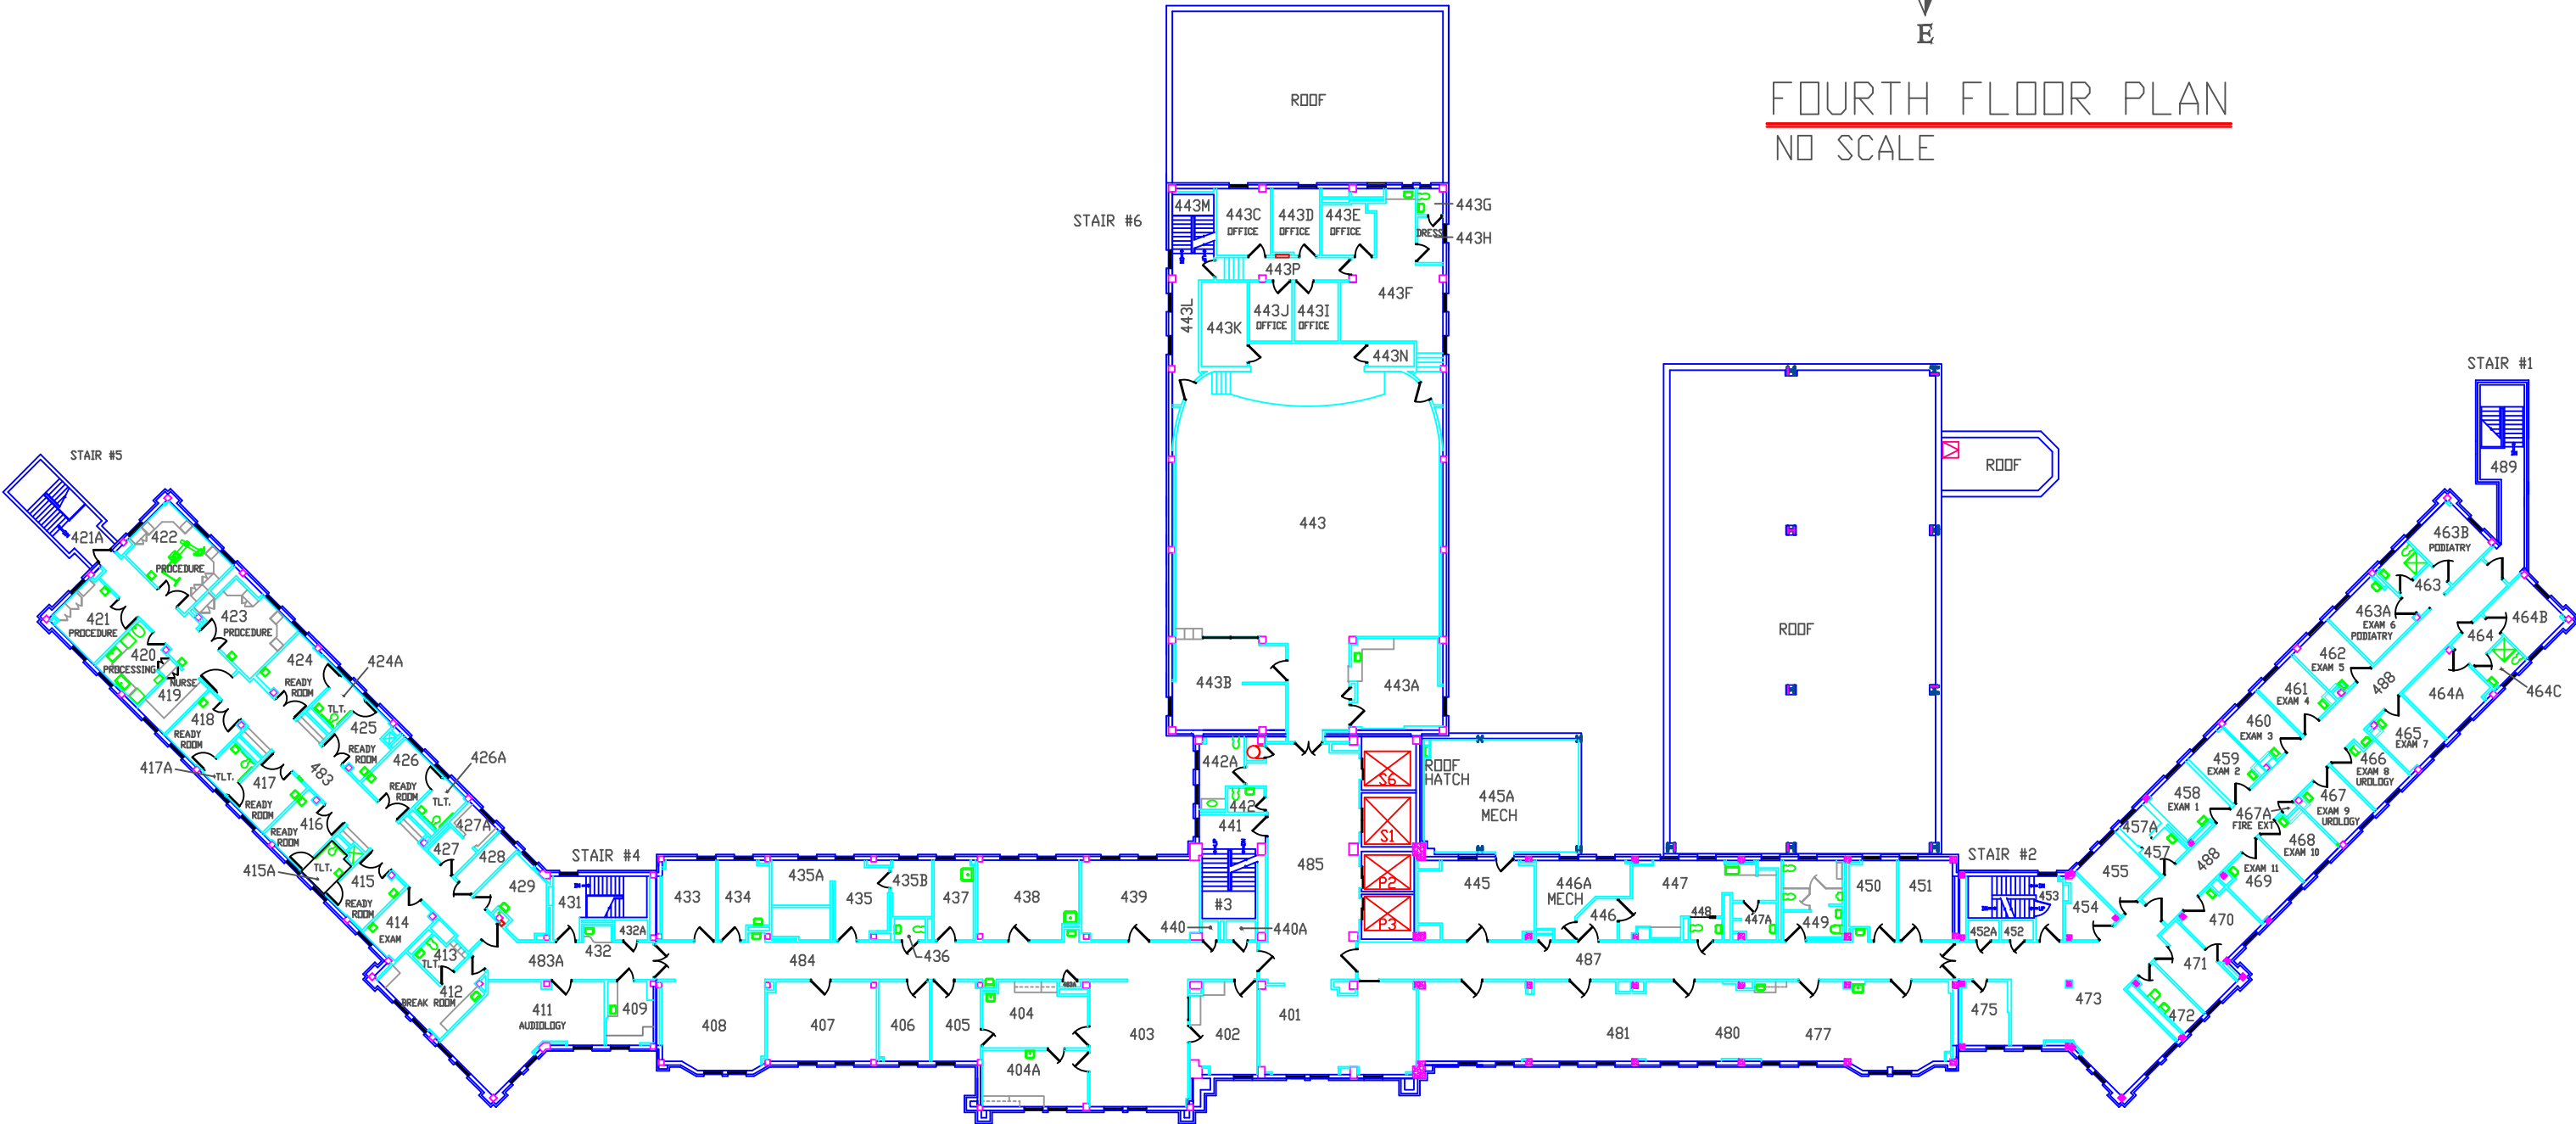 E
FOURTH FLOOR PLAN
NO SCALE
ROOF
STAIR #6
443M
443C
OFFICE
443D
OFFICE
443E
OFFICE
443G
DRESS
443H
443P
443F
443L
443K
443J
OFFICE
443I
OFFICE
443N
443
443B
443A
STAIR #1
489
ROOF
ROOF
STAIR #5
421A
422
PROCEDURE
421
PROCEDURE
423
PROCEDURE
420
PROCESSING
419
NURSE
424
READY
ROOM
424A
TLT.
418
READY
ROOM
425
READY
ROOM
417A
TLT.
417
READY
ROOM
483
426
READY
ROOM
426A
TLT.
416
READY
ROOM
427A
427
428
415A
TLT.
415
READY
ROOM
429
414
EXAM
413
TLT.
412
BREAK ROOM
STAIR #4
431
432
432A
483A
411
AUDIOLOGY
409
433
434
435A
435
435B
437
438
439
436
484
408
407
406
405
404
403A
404A
403
402
401
442A
442
441
#3
440
440A
485
S6
S1
P2
P3
ROOF
HATCH
445A
MECH
445
446A
MECH
446
447
448
447A
449
450
451
487
481
480
477
STAIR #2
453
452A
452
454
455
457A
457
475
473
472
471
470
469
EXAM 11
468
EXAM 10
467A
FIRE EXT
467
EXAM 9
UROLOGY
466
EXAM 8
UROLOGY
465
EXAM 7
488
488
458
EXAM 1
459
EXAM 2
460
EXAM 3
461
EXAM 4
462
EXAM 5
463A
EXAM 6
PODIATRY
463
463B
PODIATRY
464
464A
464B
464C